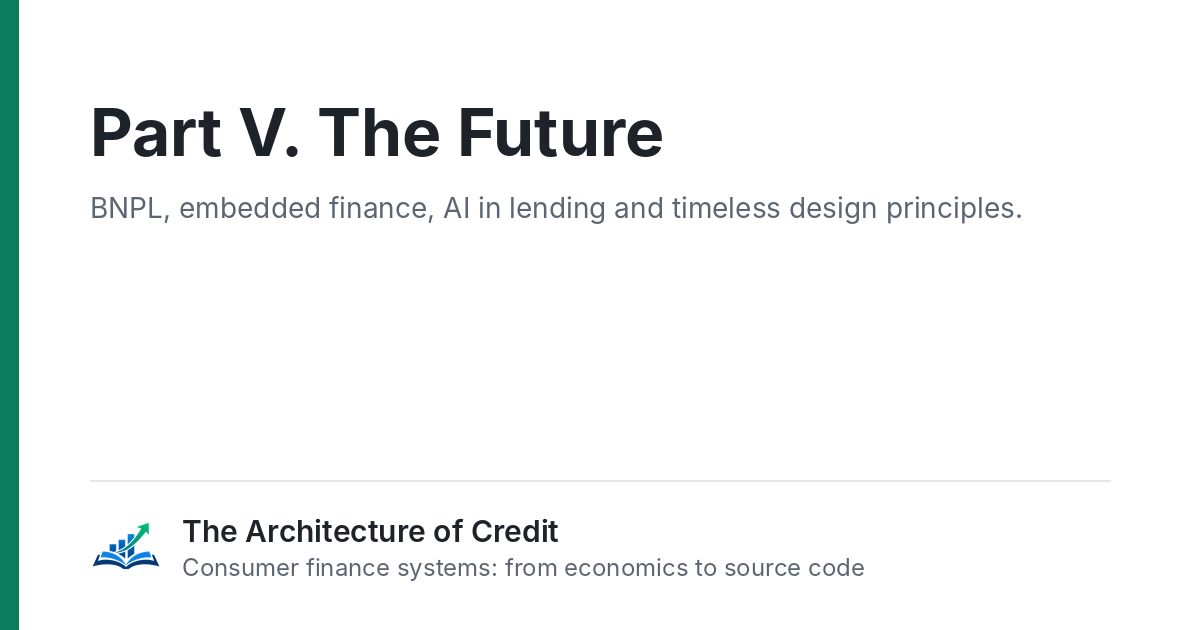 Part V. The Future
BNPL, embedded finance, AI in lending and timeless design principles.
The Architecture of Credit
Consumer finance systems: from economics to source code